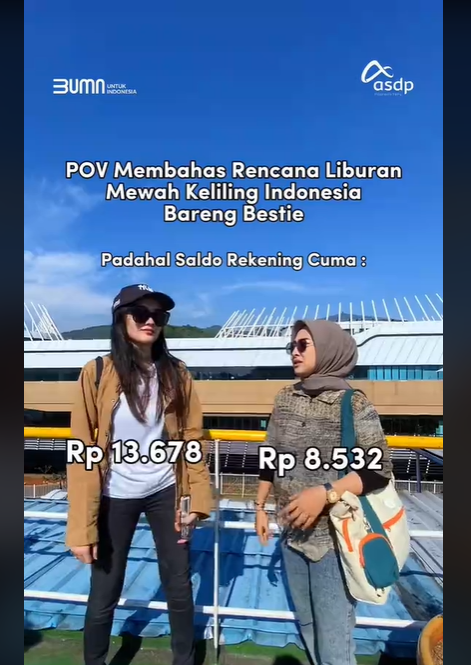 BUMN UNTUK
INDONESIA
asdp
POV Membahas Rencana Liburan
Mewah Keliling Indonesia
Bareng Bestie
Padahal Saldo Rekening Cuma :
Rp 13.678
Rp 8.532